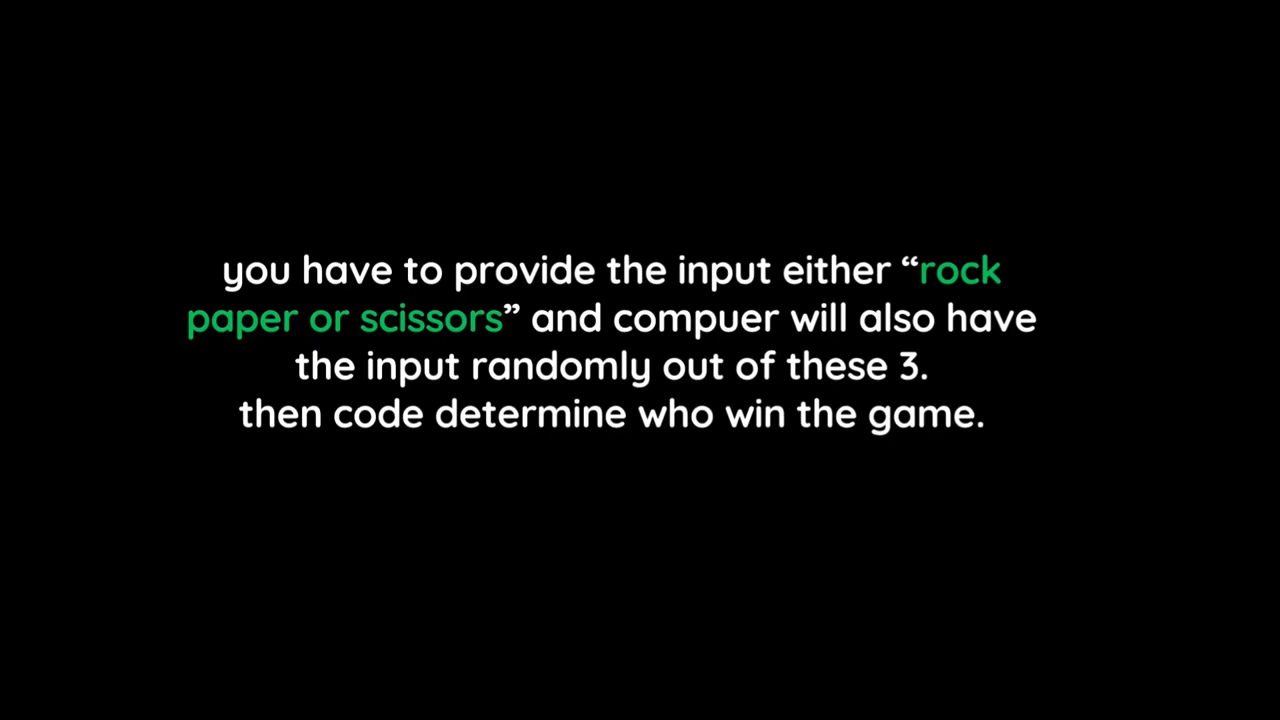 you have to provide the input either “rock
paper or scissors” and compuer will also have
the input randomly out of these 3.
then code determine who win the game.